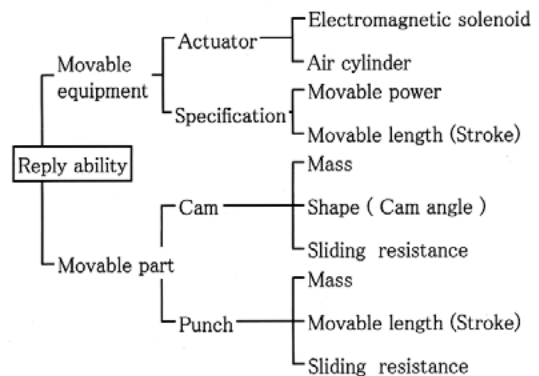 Electromagnetic solenoid
Actuator
Movable
equipment
Air cylinder
Movable power
Specification
Movable length (Stroke)
Reply ability
Mass
Cam
Shape ( Cam angle )
Sliding resistance
Movable part
Mass
Punch
Movable length (Stroke)
Sliding resistance